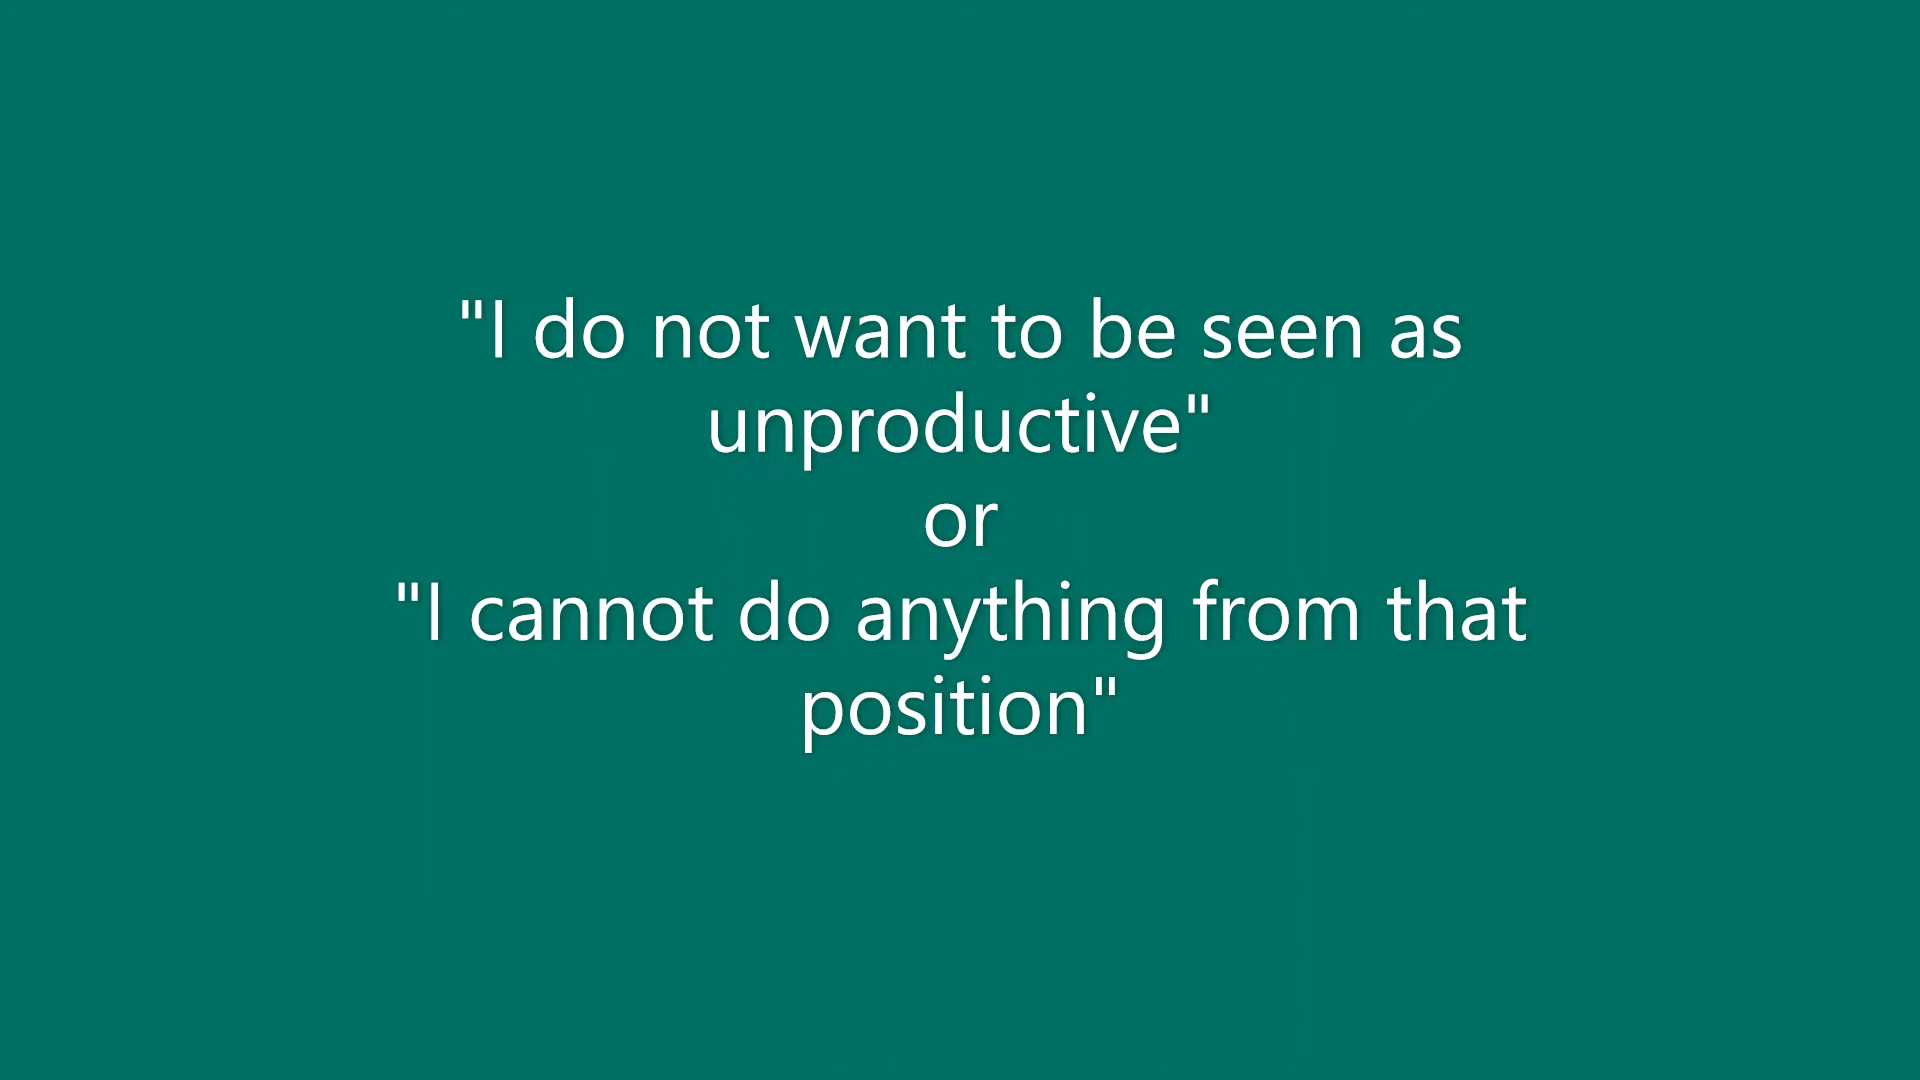 "I do not want to be seen as
unproductive"
or
"I cannot do anything from that
position"